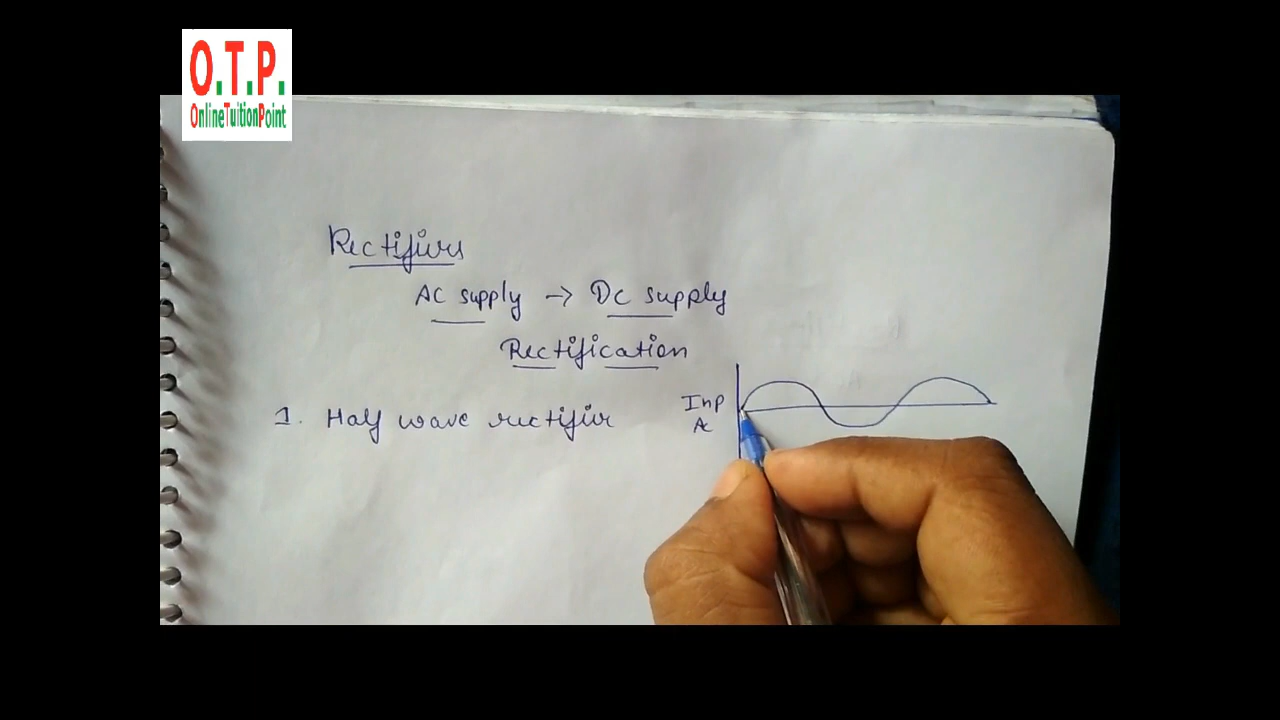 O.T.P.
OnlineTuitionPoint
Rectifiers
AC supply → DC supply
Rectification
1. Half wave rectifier
Inp
AC